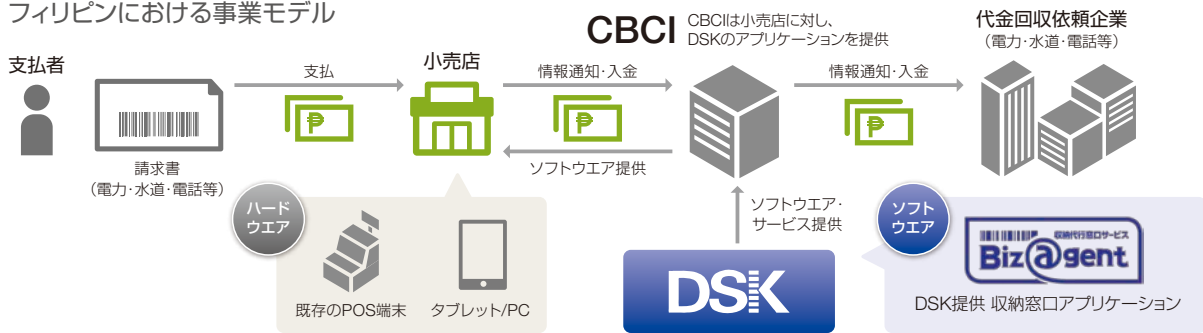 フィリピンにおける事業モデル
支払者
請求書
(電力・水道・電話等)
支払
₱
小売店
情報通知・入金
₱
ソフトウエア提供
CBCI
CBCIは小売店に対し、
DSKのアプリケーションを提供
情報通知・入金
₱
代金回収依頼企業
(電力・水道・電話等)
ハード
ウエア
既存のPOS端末
タブレット/PC
ソフトウエア・
サービス提供
DSK
ソフト
ウエア
収納代行窓口サービス
Biz@gent
DSK提供 収納窓口アプリケーション